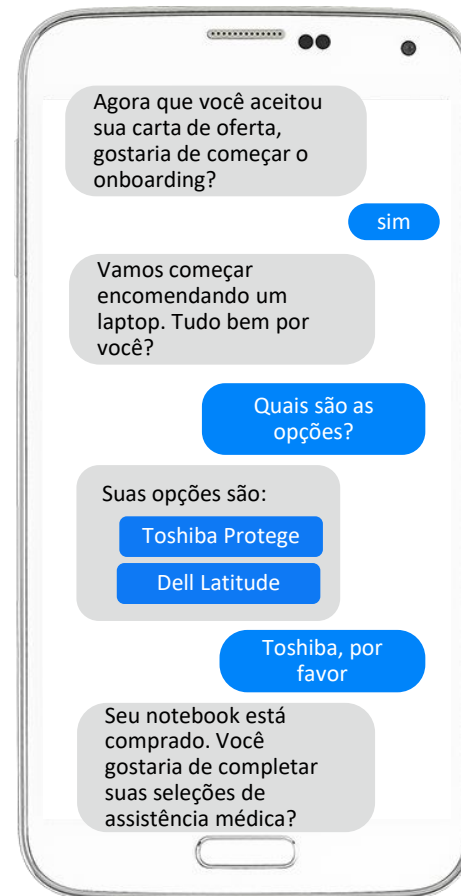 Agora que você aceitou
sua carta de oferta,
gostaria de começar o
onboarding?
sim
Vamos começar
encomendando um
laptop. Tudo bem por
você?
Quais são as
opções?
Suas opções são:
Toshiba Protege
Dell Latitude
Toshiba, por
favor
Seu notebook está
comprado. Você
gostaria de completar
suas seleções de
assistência médica?